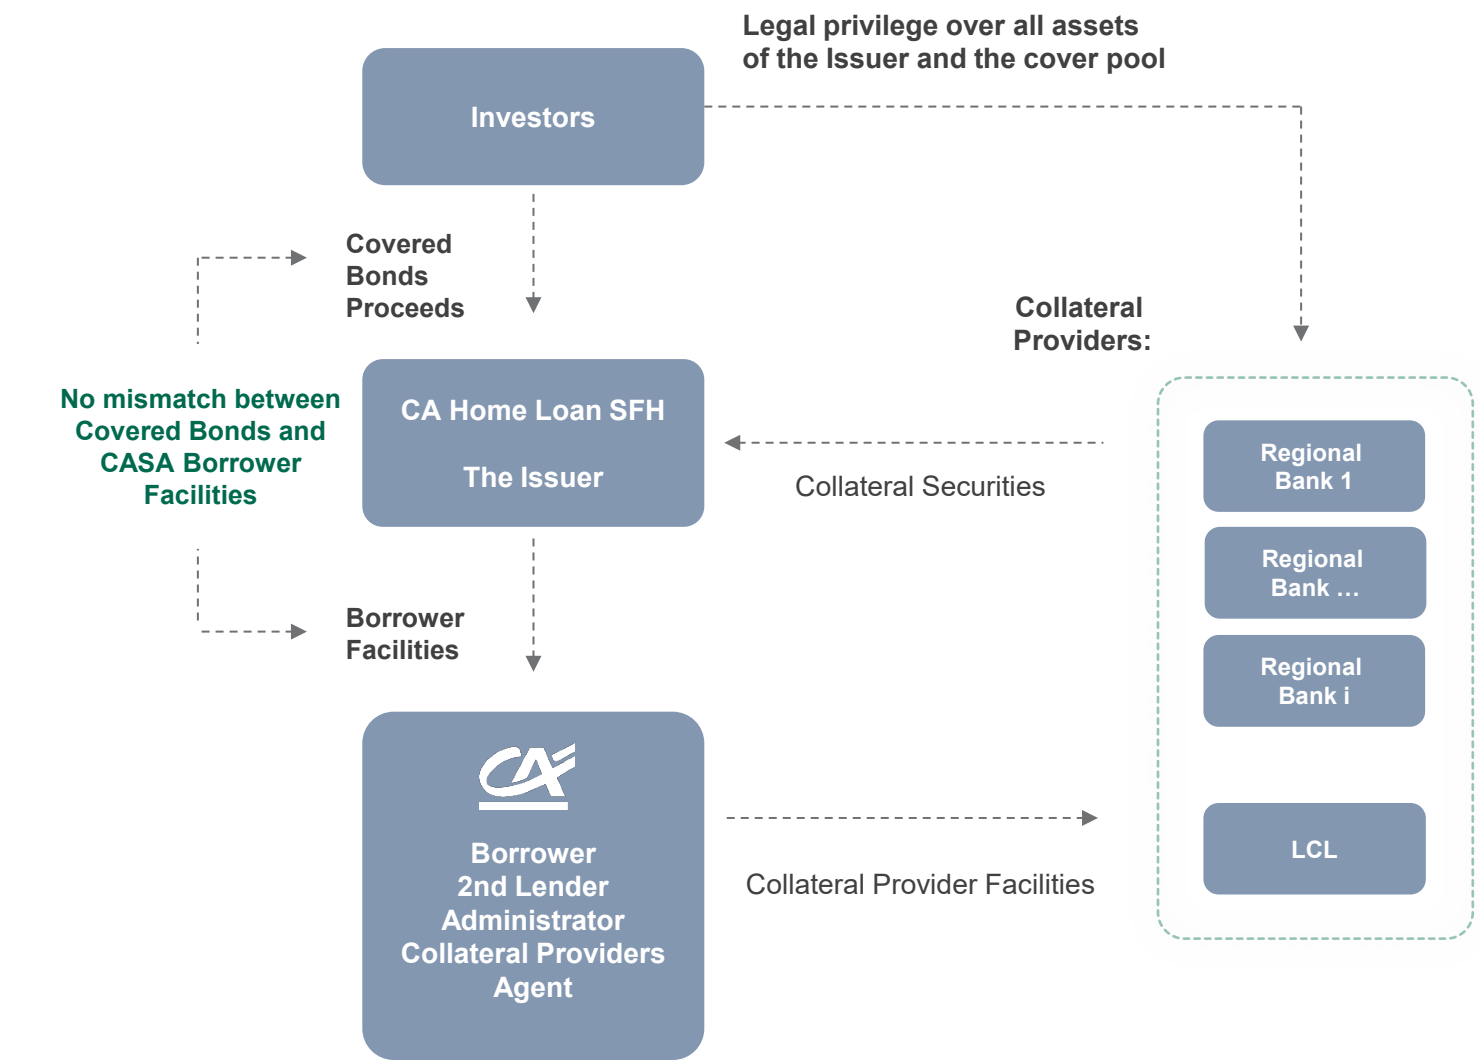 Legal privilege over all assets
of the Issuer and the cover pool
Investors
Covered
Bonds
Proceeds
Collateral
Providers:
No mismatch between
Covered Bonds and
CASA Borrower
Facilities
CA Home Loan SFH
The Issuer
Collateral Securities
Regional
Bank 1
Regional
Bank …
Regional
Bank i
LCL
Borrower
Facilities
CA
Borrower
2nd Lender
Administrator
Collateral Providers
Agent
Collateral Provider Facilities